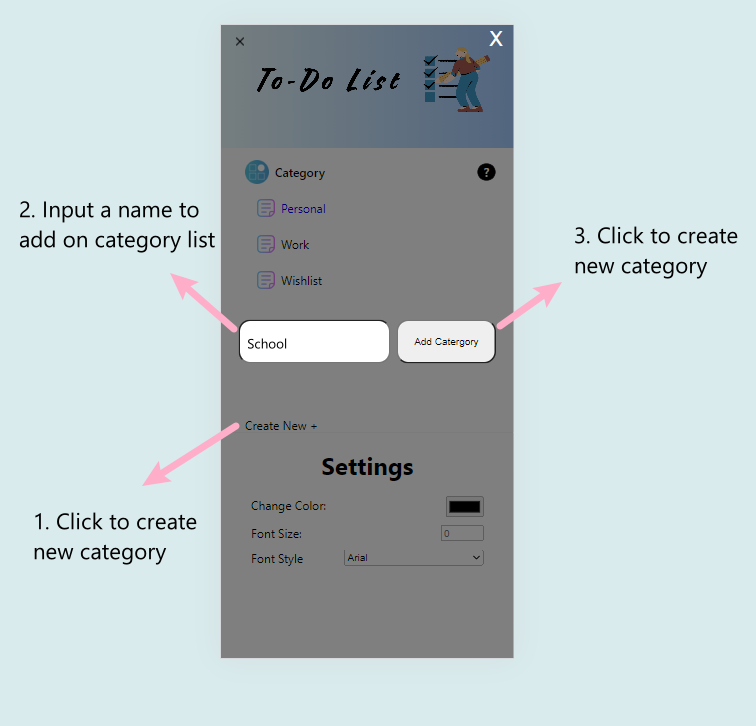 X
×
To-Do List
Category
?
2. Input a name to
add on category list
Personal
Work
Wishlist
3. Click to create
new category
School
Add Catergory
Create New +
Settings
1. Click to create
new category
Change Color:
Font Size:
0
Font Style
Arial